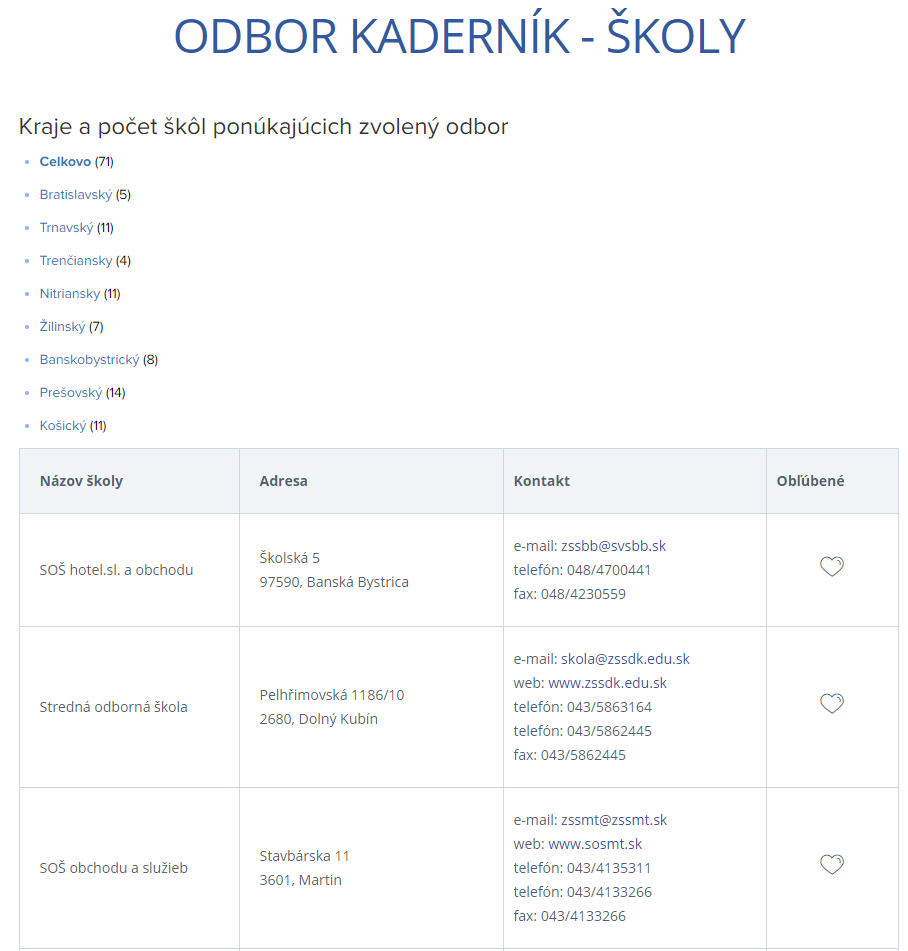 ODBOR KADERNÍK - ŠKOLY
Kraje a počet škôl ponúkajúcich zvolený odbor
Celkovo (71)
Bratislavský (5)
Trnavský (11)
Trenčiansky (4)
Nitriansky (11)
Žilinský (7)
Banskobystrický (8)
Prešovský (14)
Košický (11)
Názov školy Adresa Kontakt Obľúbené
SOŠ hotel.sl. a obchodu
Školská 5
97590, Banská Bystrica
e-mail: zssbb@svsbb.sk
telefón: 048/4700441
fax: 048/4230559
Stredná odborná škola
Pelhřimovská 1186/10
2680, Dolný Kubín
e-mail: skola@zssdk.edu.sk
web: www.zssdk.edu.sk
telefón: 043/5863164
telefón: 043/5862445
fax: 043/5862445
SOŠ obchodu a služieb
Stavbárska 11
3601, Martin
e-mail: zssmt@zssmt.sk
web: www.sosmt.sk
telefón: 043/4135311
telefón: 043/4133266
fax: 043/4133266